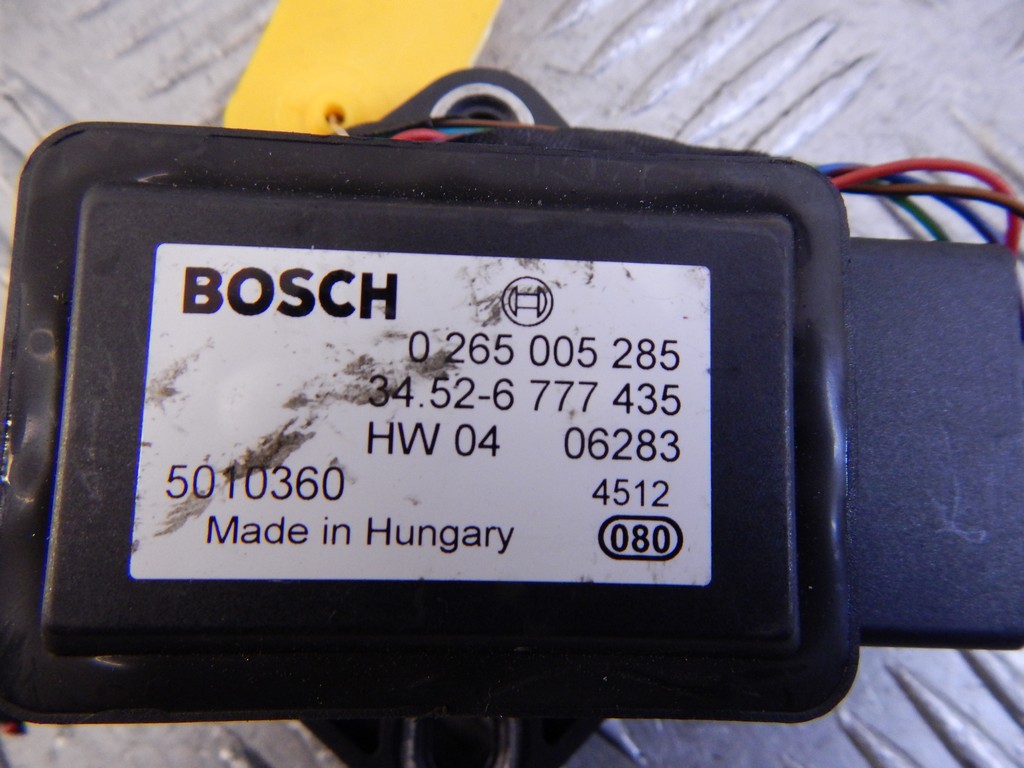 BOSCH
0 265 005 285
34.52-6 777 435
HW 04 06283
5010360 4512
Made in Hungary 080